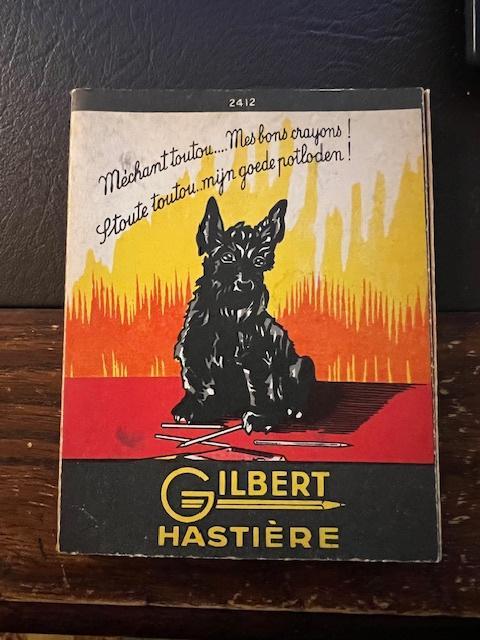 2412
Méchant toutou.... Mes bons crayons !
Stoute toutou..mijn goede potloden !
GILBERT
HASTIÈRE